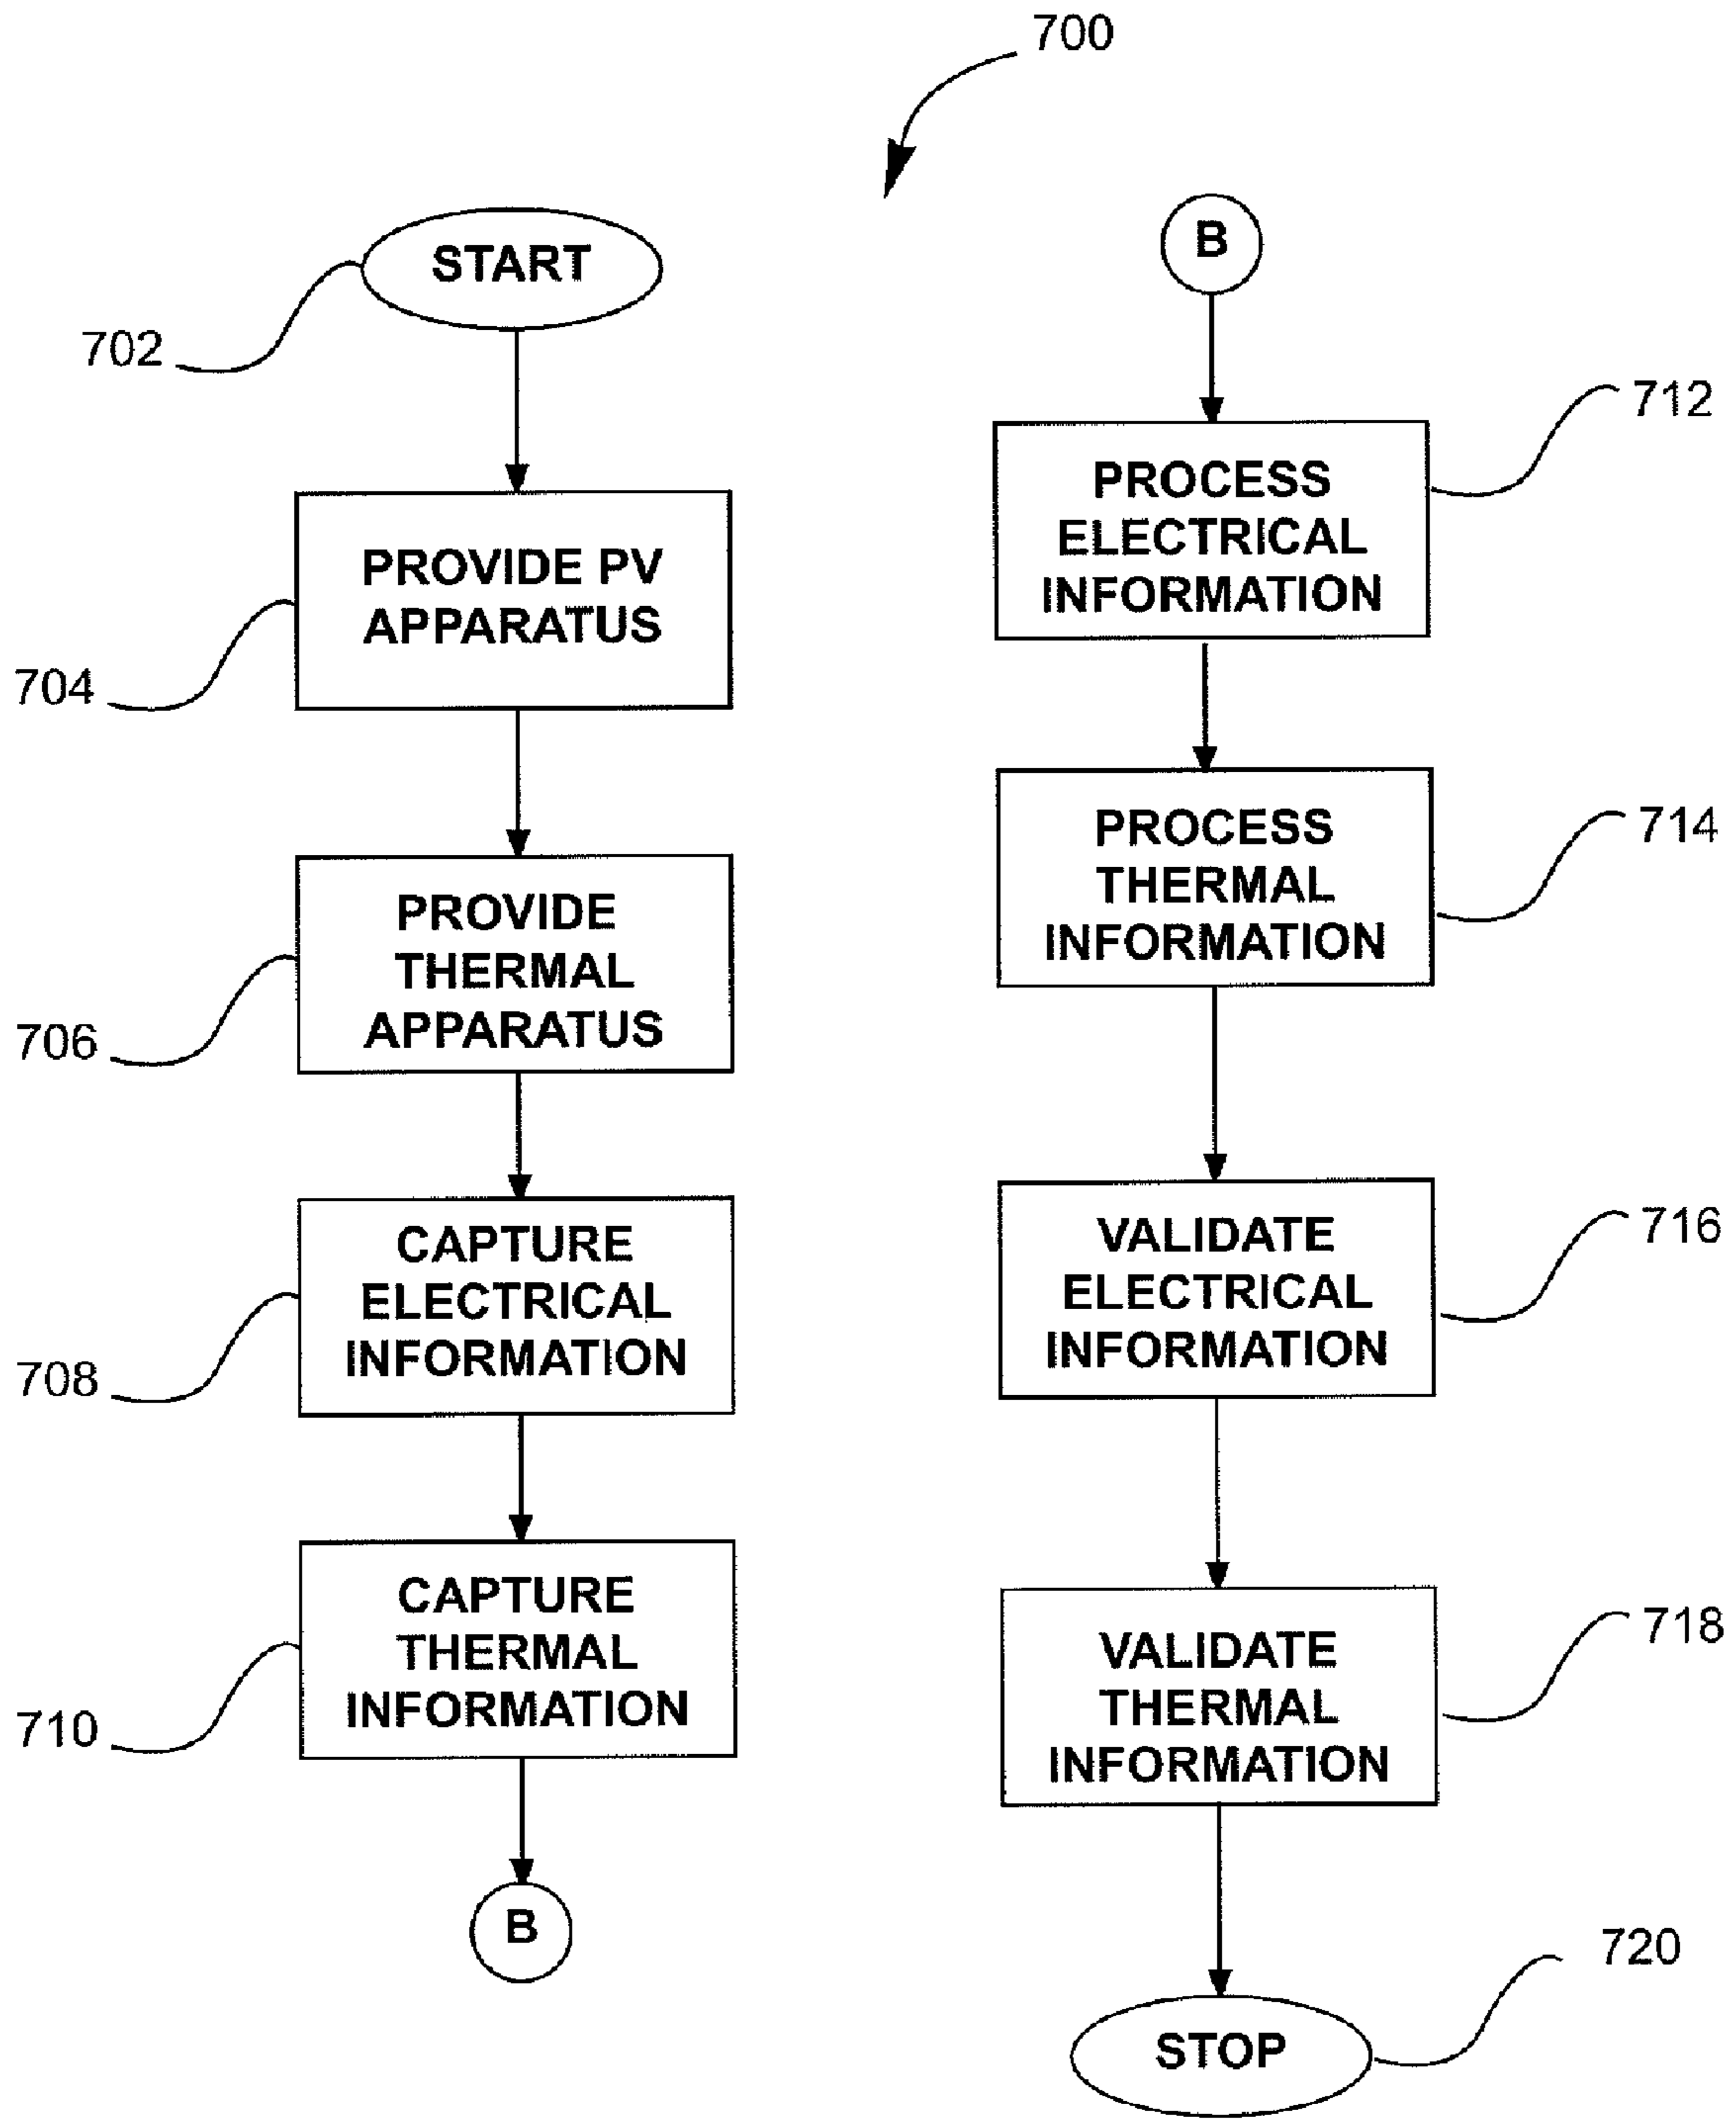 700
START
702
PROVIDE PV
APPARATUS
704
PROVIDE
THERMAL
APPARATUS
706
CAPTURE
ELECTRICAL
INFORMATION
708
CAPTURE
THERMAL
INFORMATION
710
B
B
712
PROCESS
ELECTRICAL
INFORMATION
714
PROCESS
THERMAL
INFORMATION
716
VALIDATE
ELECTRICAL
INFORMATION
718
VALIDATE
THERMAL
INFORMATION
720
STOP